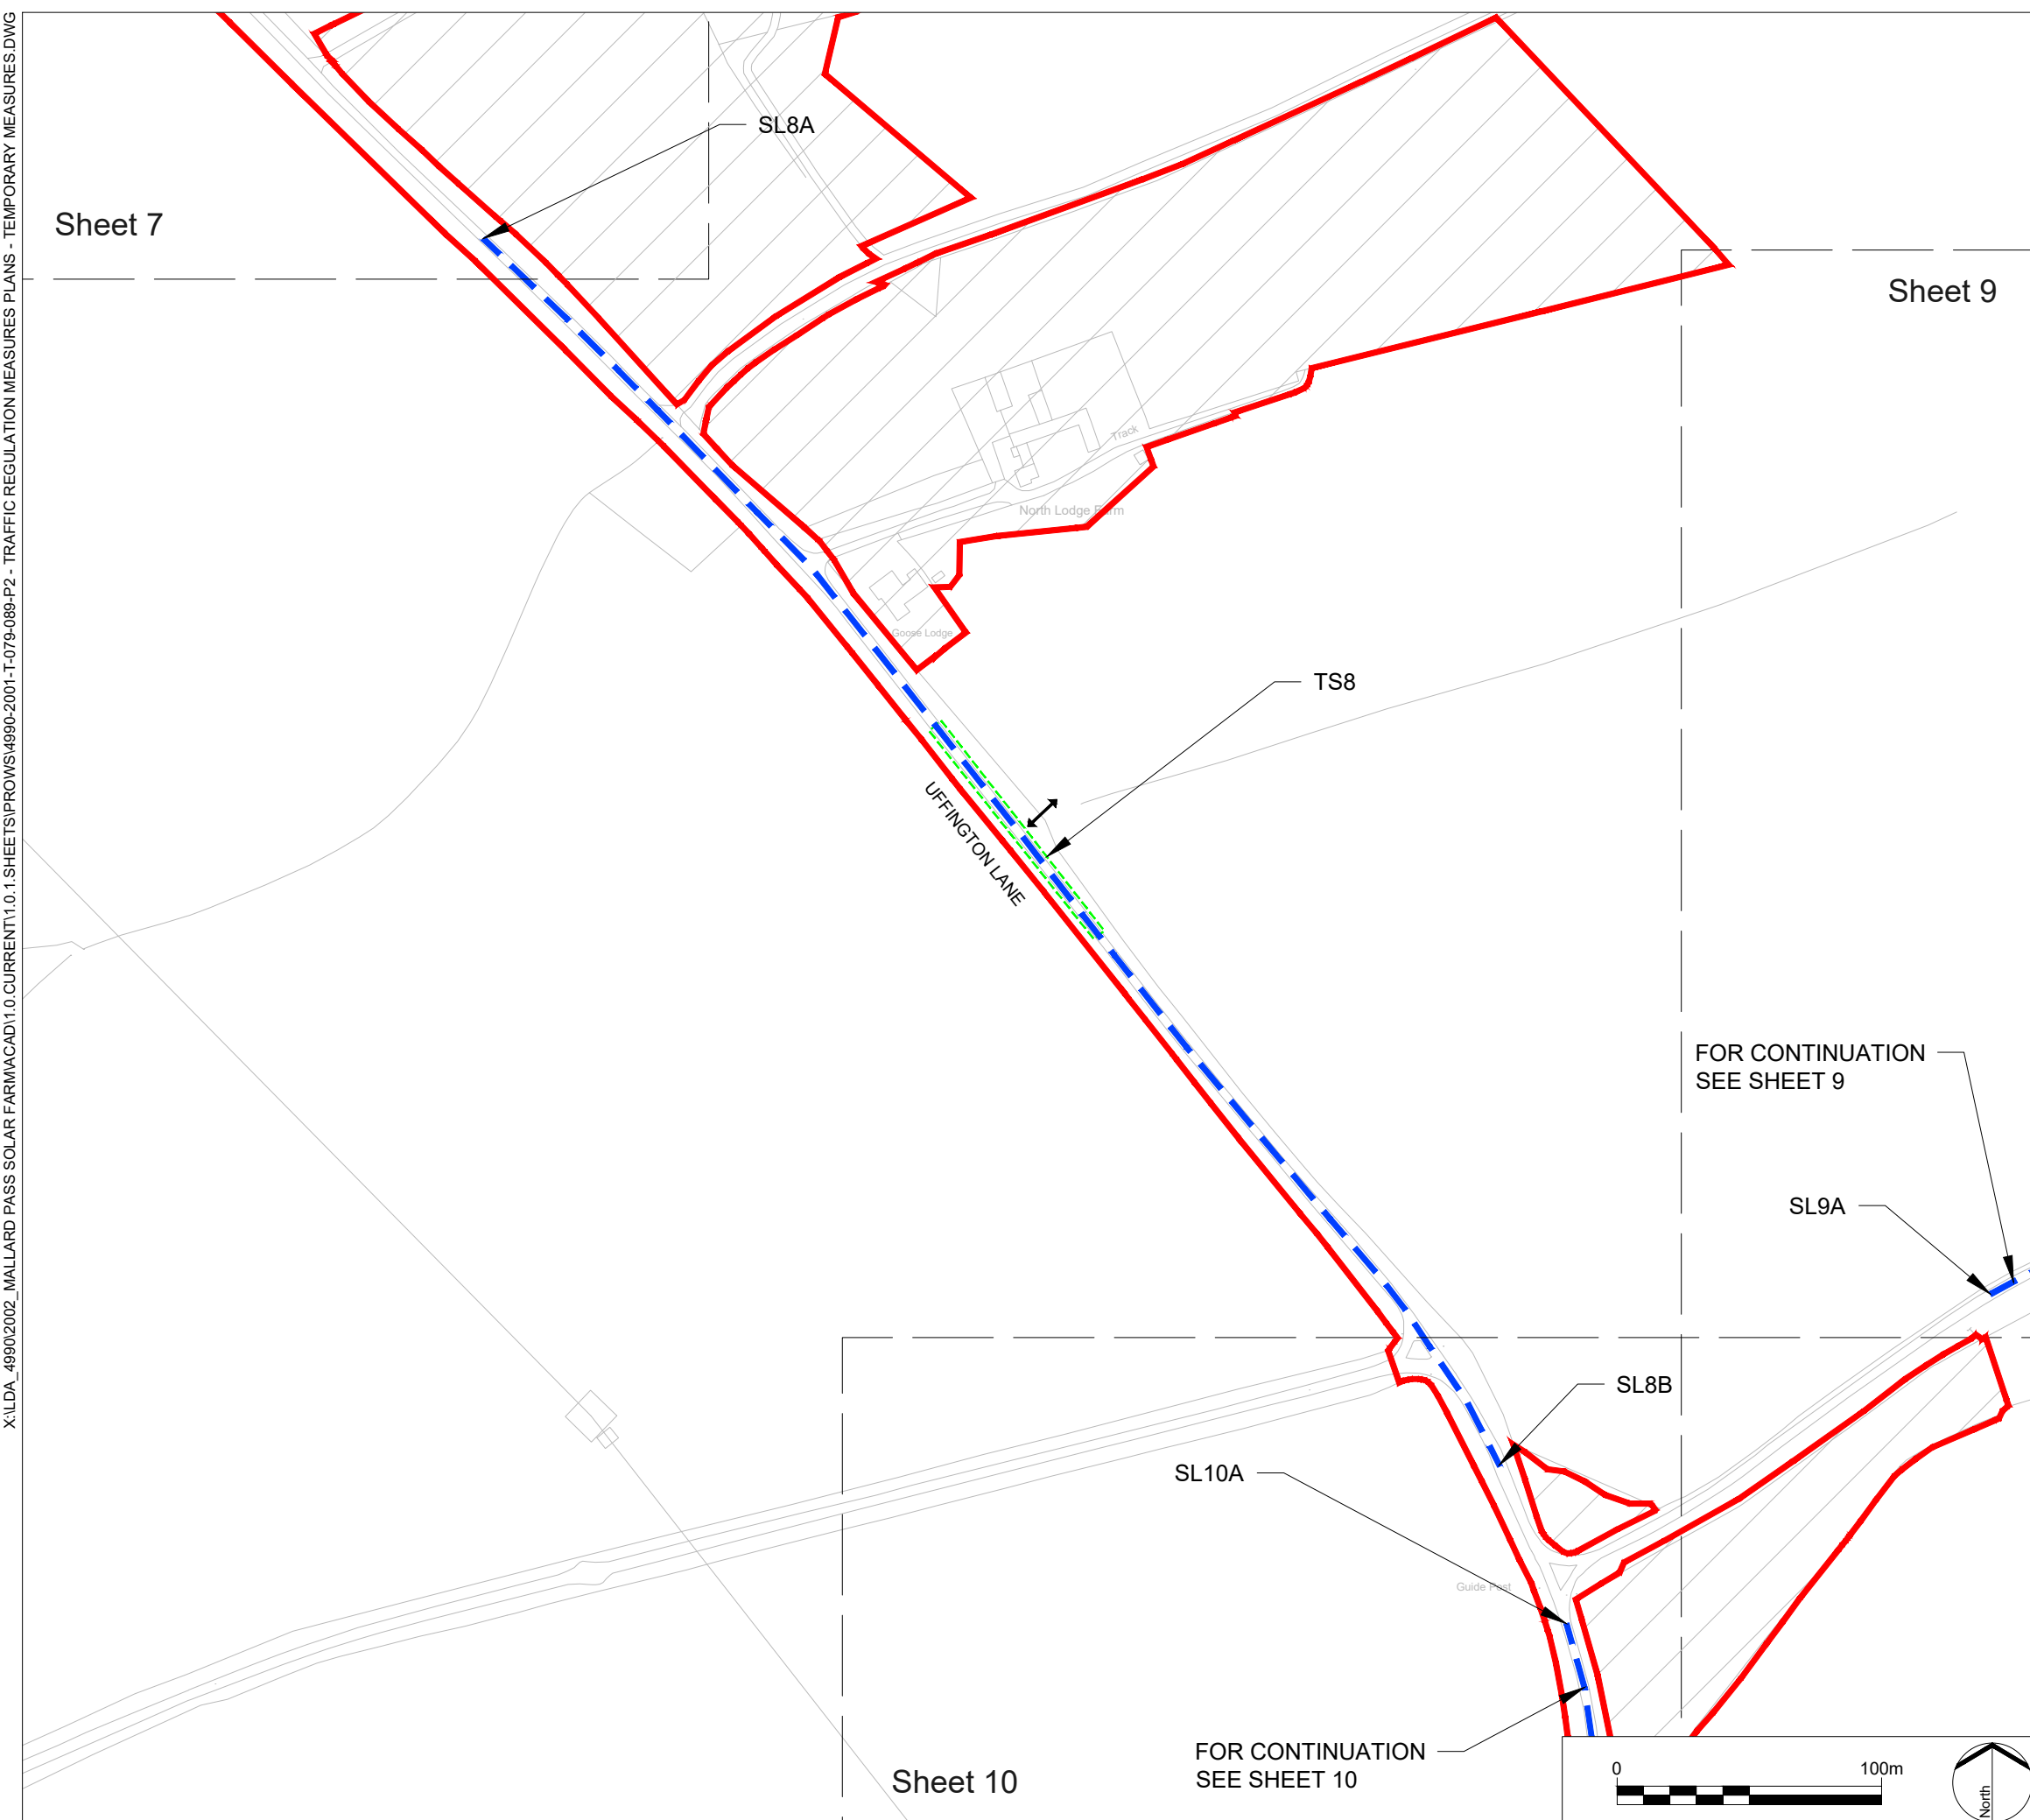 X:\LDA_4990\2002_MALLARD PASS SOLAR FARM\ACAD\1.0.CURRENT\1.0.1.SHEETS\PROWS\4990-2001-T-079-089-P2 - TRAFFIC REGULATION MEASURES PLANS - TEMPORARY MEASURES.DWG
SL8A
Sheet 7
Sheet 9
Track
North Lodge Farm
Goose Lodge
TS8
UFFINGTON LANE
FOR CONTINUATION
SEE SHEET 9
SL9A
SL8B
SL10A
Guide Post
FOR CONTINUATION
SEE SHEET 10
Sheet 10
0
100m
North